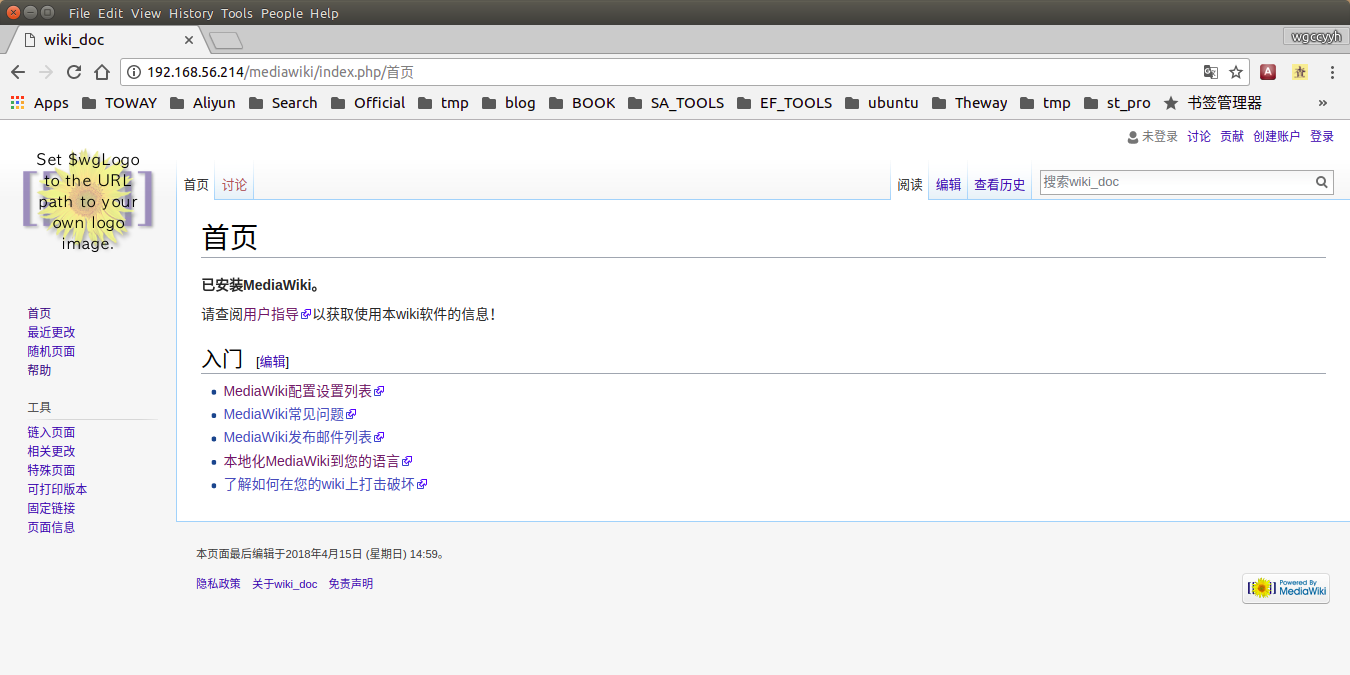 File Edit View History Tools People Help
wiki_doc
wgccyyh
192.168.56.214/mediawiki/index.php/首页
Apps TOWAY Aliyun Search Official tmp blog BOOK SA_TOOLS EF_TOOLS ubuntu Theway tmp st_pro 书签管理器 »
未登录 讨论 贡献 创建账户 登录
Set $wgLogo
to the URL
path to your
own logo
image.
首页 讨论
阅读 编辑 查看历史 搜索wiki_doc
首页
已安装MediaWiki。
请查阅用户指导以获取使用本wiki软件的信息!
入门 [编辑]
MediaWiki配置设置列表
MediaWiki常见问题
MediaWiki发布邮件列表
本地化MediaWiki到您的语言
了解如何在您的wiki上打击破坏
首页
最近更改
随机页面
帮助
工具
链入页面
相关更改
特殊页面
可打印版本
固定链接
页面信息
本页面最后编辑于2018年4月15日 (星期日) 14:59。
隐私政策 关于wiki_doc 免责声明
Powered By
MediaWiki